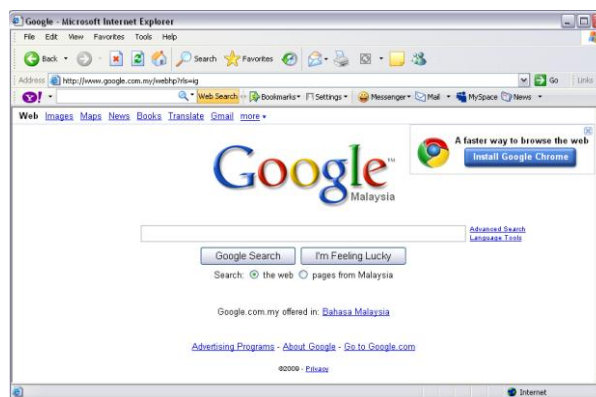 Google - Microsoft Internet Explorer
File Edit View Favorites Tools Help
Back Search Favorites
Address http://www.google.com.my/webhp?rls=ig Go Links
Y! Web Search Bookmarks Settings Messenger Mail MySpace News
Web Images Maps News Books Translate Gmail more
A faster way to browse the web
Install Google Chrome
Google™
Malaysia
Advanced Search
Language Tools
Google Search I'm Feeling Lucky
Search: the web pages from Malaysia
Google.com.my offered in: Bahasa Malaysia
Advertising Programs - About Google - Go to Google.com
©2009 - Privacy
Internet